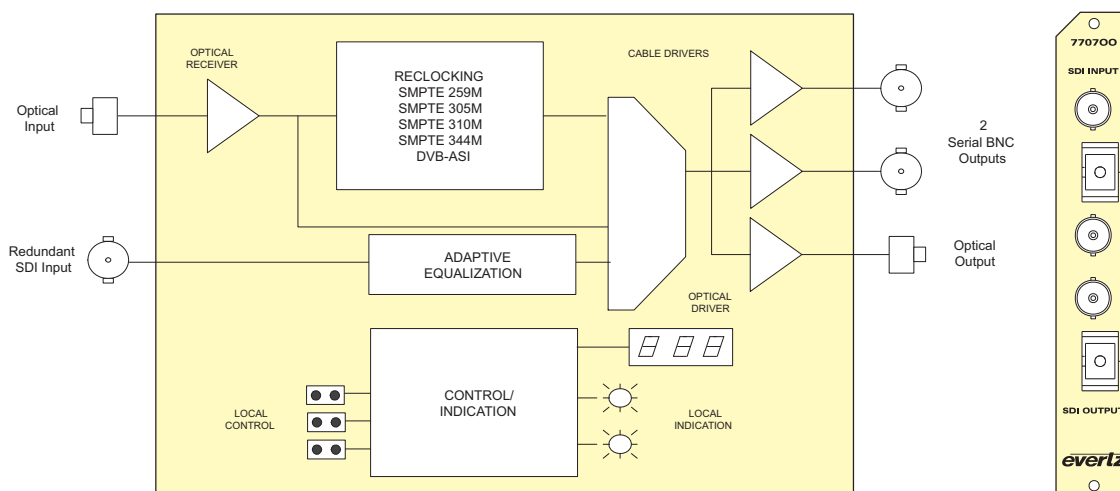 OPTICAL
RECEIVER
CABLE DRIVERS
RECLOCKING
SMPTE 259M
SMPTE 305M
SMPTE 310M
SMPTE 344M
DVB-ASI
Optical
Input
2
Serial BNC
Outputs
Redundant
SDI Input
ADAPTIVE
EQUALIZATION
Optical
Output
OPTICAL
DRIVER
CONTROL/
INDICATION
LOCAL
CONTROL
LOCAL
INDICATION
7707OO
SDI INPUT
SDI OUTPUT
evertz